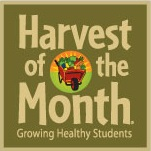 Harvest
of the
Month
Growing Healthy Students